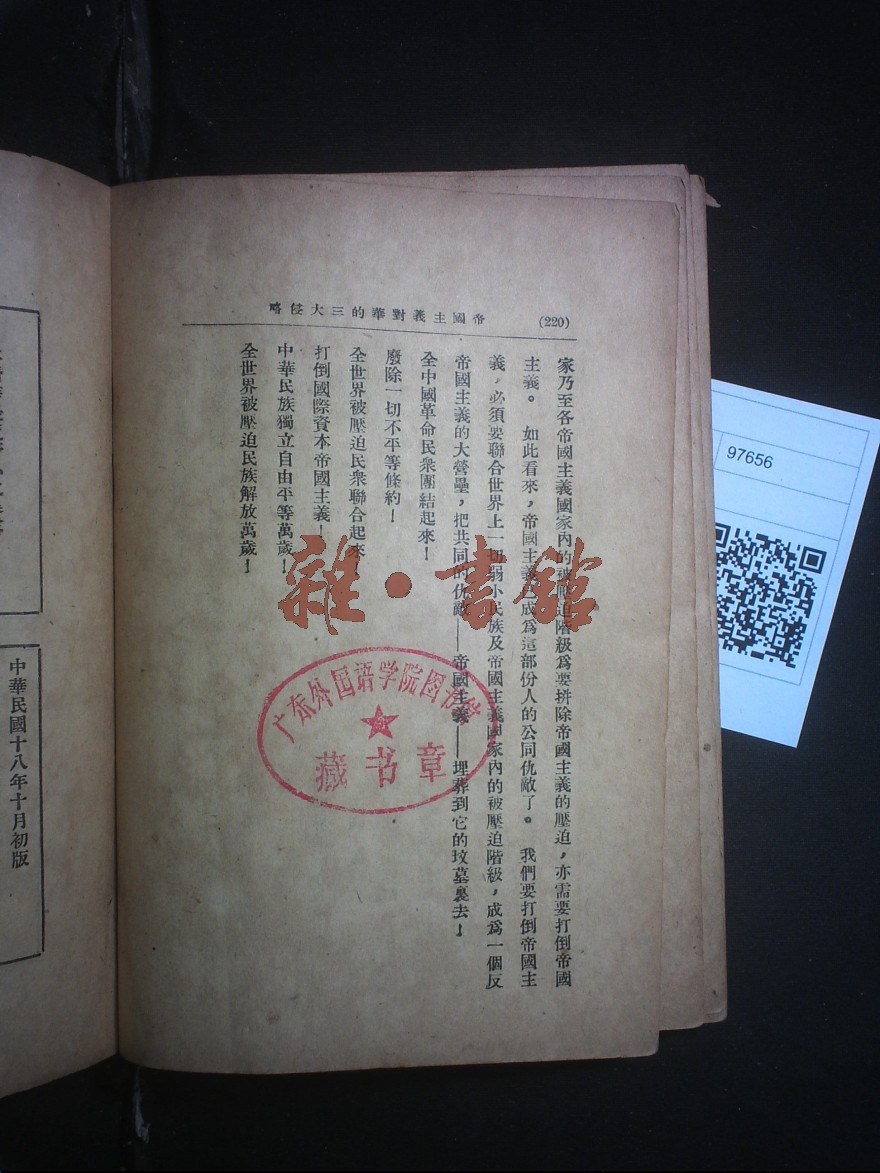 (220)
帝國主義對華的三大侵略
家乃至各帝國主義國家內的被壓迫階級爲要拼除帝國主義的壓迫，亦需要打倒帝國
主義。　如此看來，帝國主義已成爲這部份人的公同仇敵了。　我們要打倒帝國主
義，必須要聯合世界上一切弱小民族及帝國主義國家內的被壓迫階級，成爲一個反
帝國主義的大營壘，把共同的仇敵——帝國主義——埋葬到它的坟墓裏去！
全中國革命民衆團結起來！
廢除一切不平等條約！
全世界被壓迫民衆聯合起來！
打倒國際資本帝國主義！
中華民族獨立自由平等萬歲！
全世界被壓迫民族解放萬歲！
雜·書館
广东外国语学院图书馆
藏书章
97656
中華民國十八年十月初版